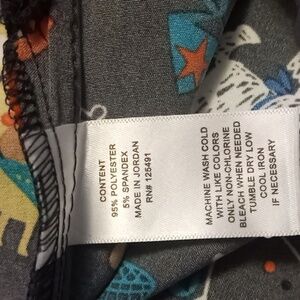 CONTENT
95% POLYESTER
5% SPANDEX
MADE IN JORDAN
RN# 125491
MACHINE WASH COLD
WITH LIKE COLORS
ONLY NON-CHLORINE
BLEACH WHEN NEEDED
TUMBLE DRY LOW
COOL IRON
IF NECESSARY